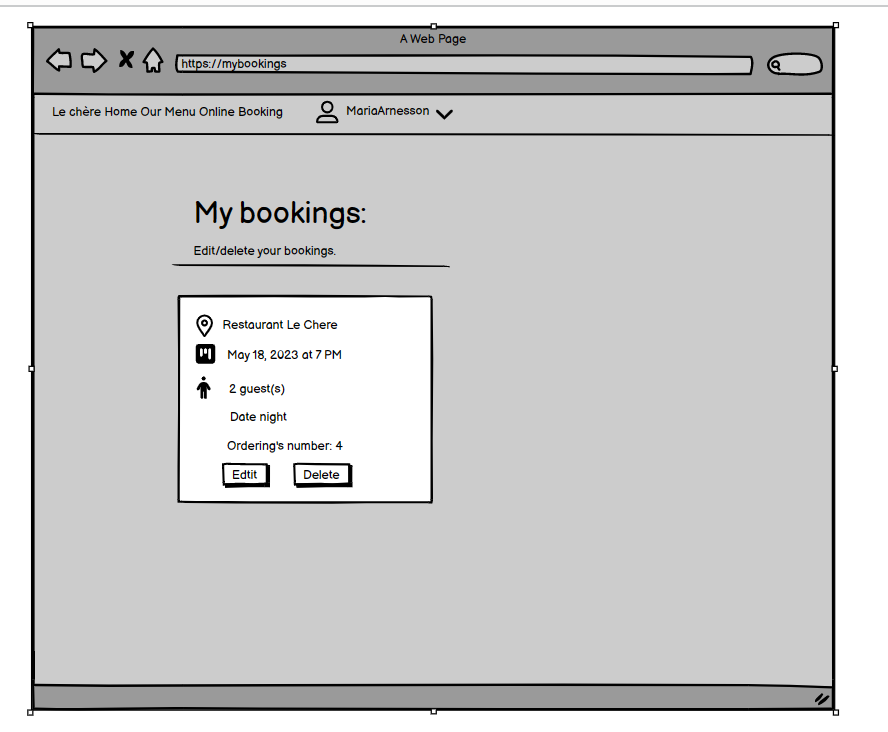 A Web Page
https://mybookings
Le chère Home Our Menu Online Booking
MariaArnesson
My bookings:
Edit/delete your bookings.
Restaurant Le Chere
May 18, 2023 at 7 PM
2 guest(s)
Date night
Ordering's number: 4
Edtit
Delete